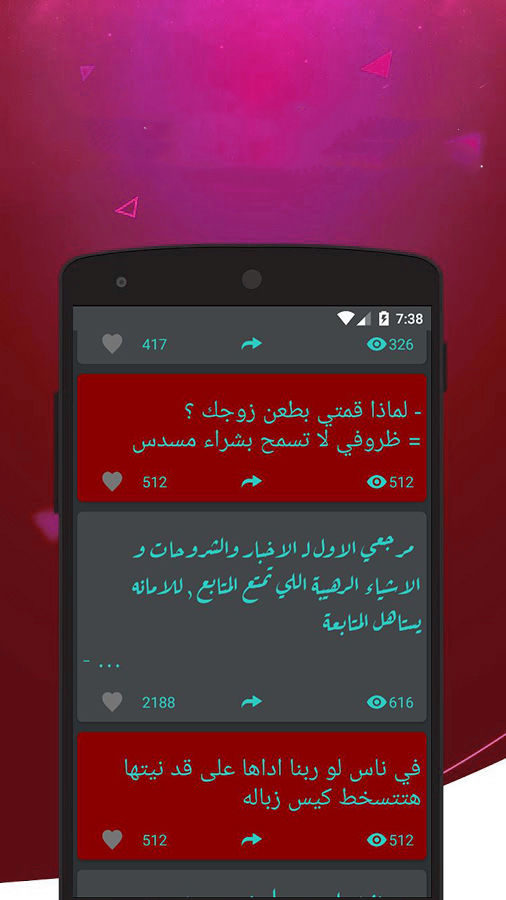 7:38
417
326
- لماذا قمتي بطعن زوجك ؟
= ظروفي لا تسمح بشراء مسدس
512
512
مرجعي الاول لـ الاخبار والشروحات و
الاشياء الرهيبة اللي تمتع المتابع , للامانه
يستاهل المتابعة
- ...
2188
616
في ناس لو ربنا اداها على قد نيتها
هتتسخط كيس زباله
512
512